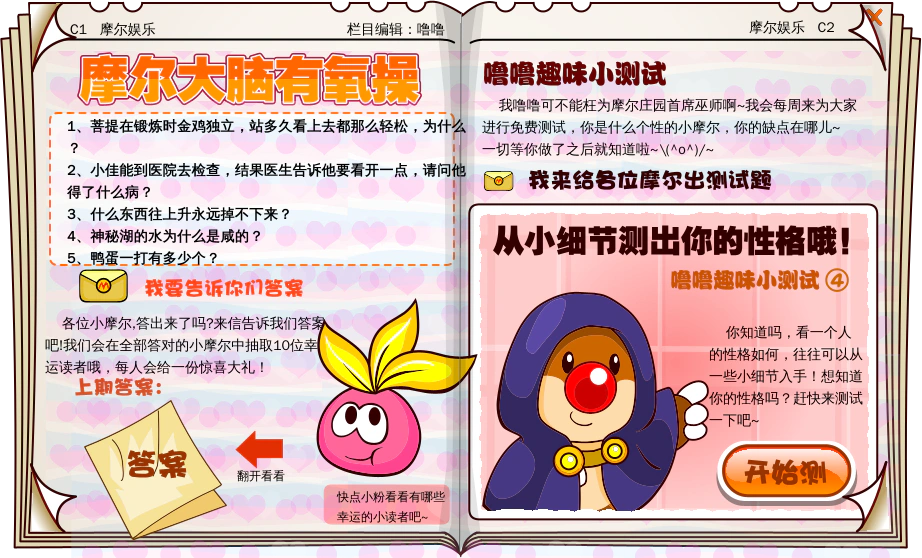 C1 摩尔娱乐
栏目编辑：噜噜
摩尔大脑有氧操
1、菩提在锻炼时金鸡独立，站多久看上去都那么轻松，为什么
？
2、小佳能到医院去检查，结果医生告诉他要看开一点，请问他
得了什么病？
3、什么东西往上升永远掉不下来？
4、神秘湖的水为什么是咸的？
5、鸭蛋一打有多少个？
我要告诉你们答案
各位小摩尔,答出来了吗?来信告诉我们答案
吧!我们会在全部答对的小摩尔中抽取10位幸
运读者哦，每人会给一份惊喜大礼！
上期答案：
答案
翻开看看
快点小粉看看有哪些
幸运的小读者吧~
摩尔娱乐 C2
噜噜趣味小测试
我噜噜可不能枉为摩尔庄园首席巫师啊~我会每周来为大家
进行免费测试，你是什么个性的小摩尔，你的缺点在哪儿~
一切等你做了之后就知道啦~\(^o^)/~
我来给各位摩尔出测试题
从小细节测出你的性格哦！
噜噜趣味小测试 ④
你知道吗，看一个人
的性格如何，往往可以从
一些小细节入手！想知道
你的性格吗？赶快来测试
一下吧~
开始测